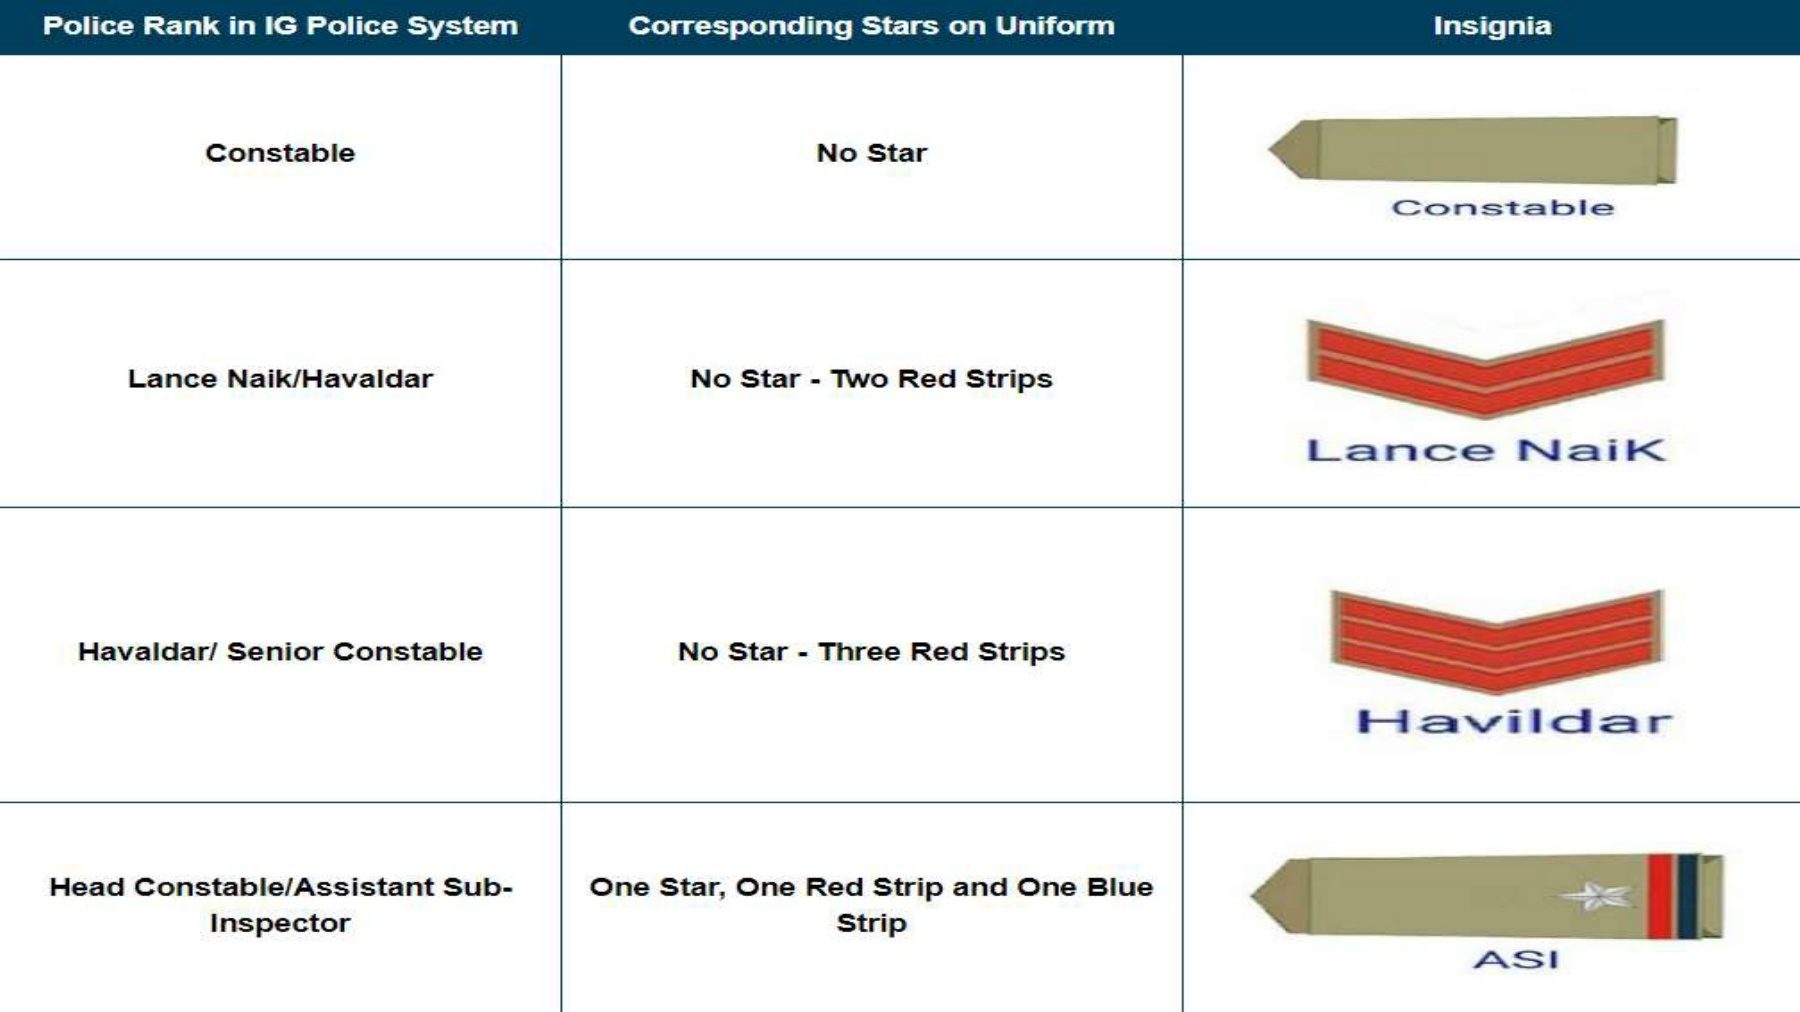 Police Rank in IG Police System
Corresponding Stars on Uniform
Insignia
Constable
No Star
Constable
Lance Naik/Havaldar
No Star - Two Red Strips
Lance NaiK
Havaldar/ Senior Constable
No Star - Three Red Strips
Havildar
Head Constable/Assistant Sub-
Inspector
One Star, One Red Strip and One Blue
Strip
ASI